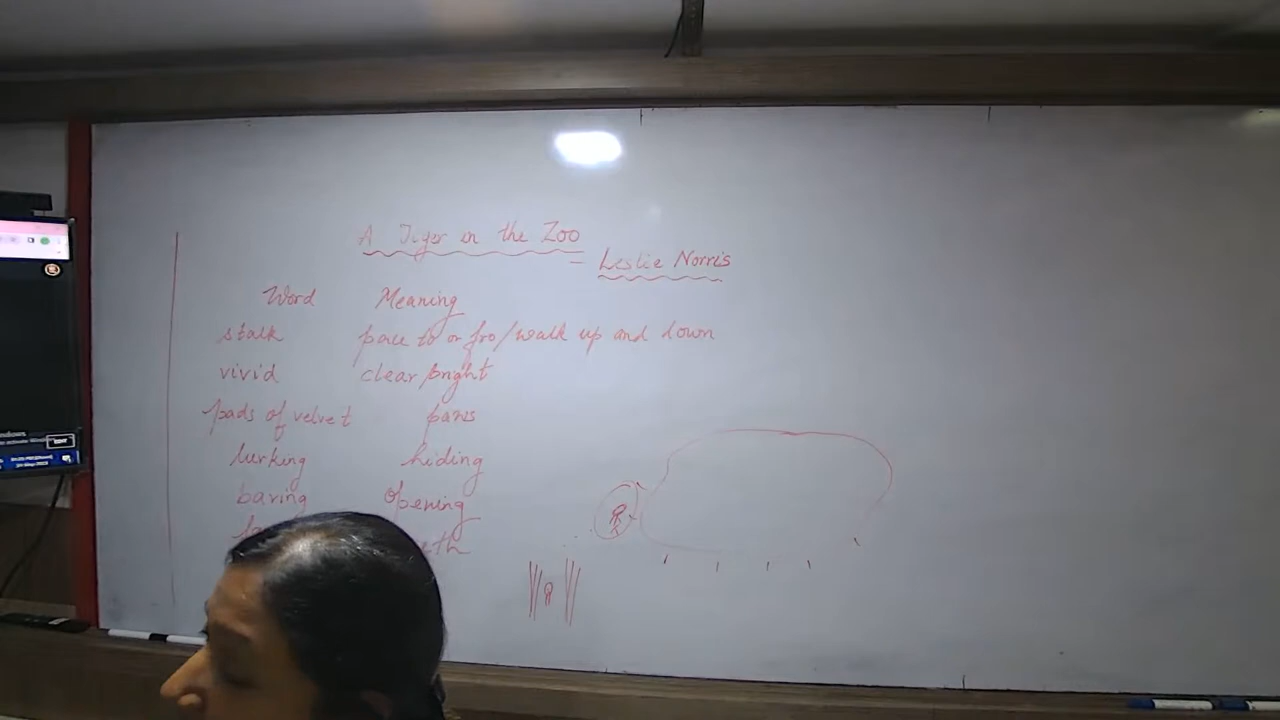 A Tiger in the Zoo
= Leslie Norris
Word Meaning
stalk pace to or fro/walk up and down
vivid clear/bright
pads of velvet paws
lurking hiding
baring opening